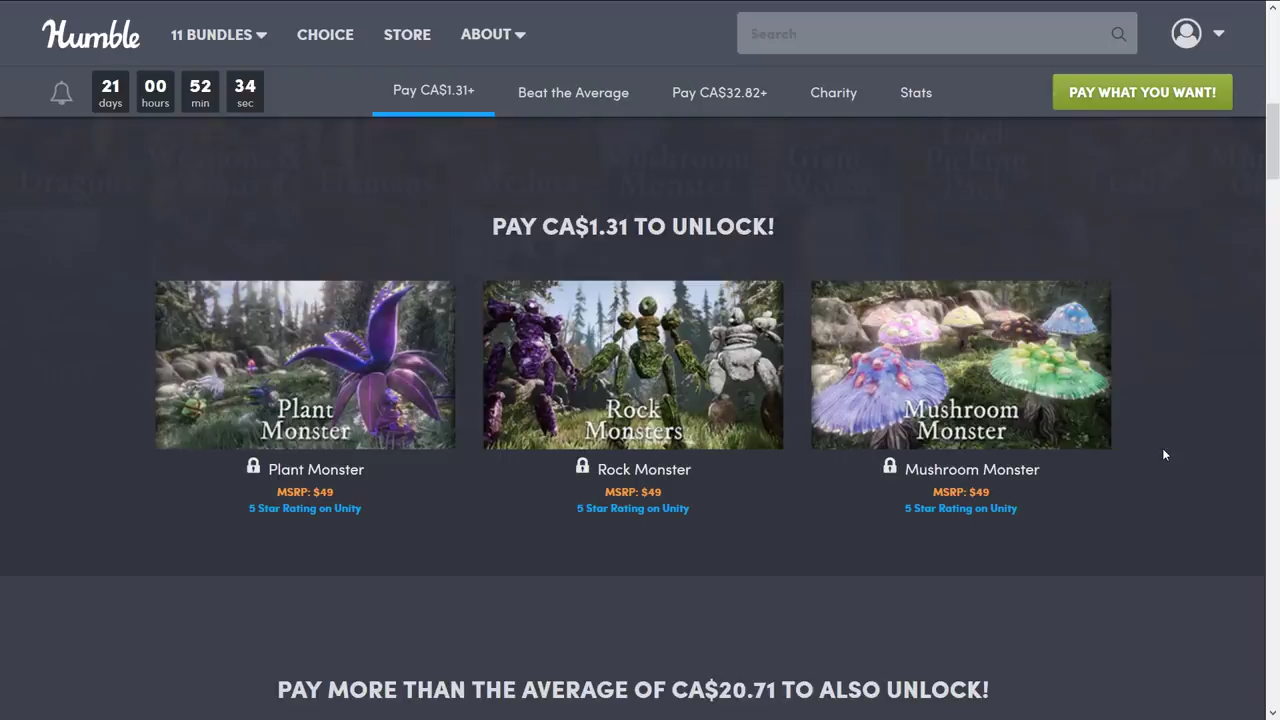 Humble
11 BUNDLES
CHOICE
STORE
ABOUT
Search
21
days
00
hours
52
min
34
sec
Pay CA$1.31+
Beat the Average
Pay CA$32.82+
Charity
Stats
PAY WHAT YOU WANT!
PAY CA$1.31 TO UNLOCK!
Plant
Monster
Rock
Monsters
Mushroom
Monster
Plant Monster
MSRP: $49
5 Star Rating on Unity
Rock Monster
MSRP: $49
5 Star Rating on Unity
Mushroom Monster
MSRP: $49
5 Star Rating on Unity
PAY MORE THAN THE AVERAGE OF CA$20.71 TO ALSO UNLOCK!